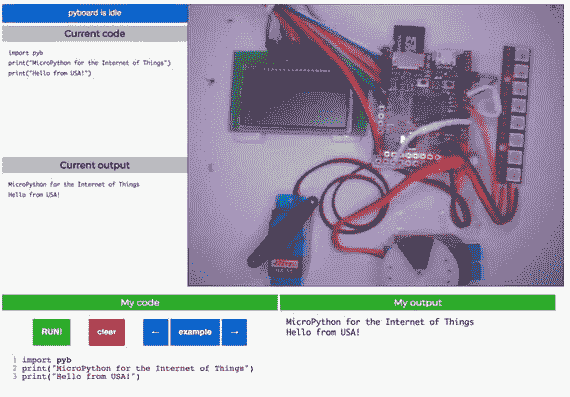 pyboard is idle
Current code
import pyb
print("MicroPython for the Internet of Things")
print("Hello from USA!")
Current output
MicroPython for the Internet of Things
Hello from USA!
My code
RUN!
clear
←
example
→
1 import pyb
2 print("MicroPython for the Internet of Things")
3 print("Hello from USA!")
My output
MicroPython for the Internet of Things
Hello from USA!